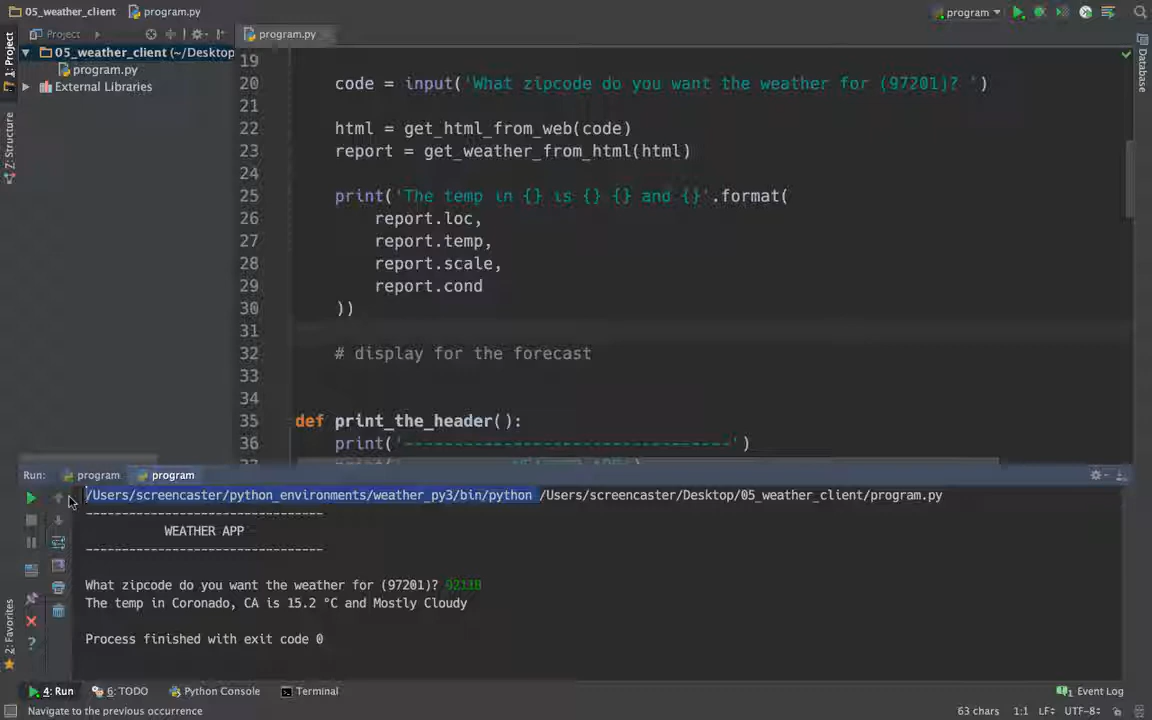 05_weather_client program.py program
Project program.py
1: Project
05_weather_client (~/Desktop
program.py
External Libraries
Z: Structure
2: Favorites
Database
19
20 code = input('What zipcode do you want the weather for (97201)? ')
21
22 html = get_html_from_web(code)
23 report = get_weather_from_html(html)
24
25 print('The temp in {} is {} {} and {}'.format(
26 report.loc,
27 report.temp,
28 report.scale,
29 report.cond
30 ))
31
32 # display for the forecast
33
34
35 def print_the_header():
36 print('---------------------------------')
Run: program program
/Users/screencaster/python_environments/weather_py3/bin/python /Users/screencaster/Desktop/05_weather_client/program.py
---------------------------------
WEATHER APP
---------------------------------
What zipcode do you want the weather for (97201)?
The temp in Coronado, CA is 15.2 °C and Mostly Cloudy
Process finished with exit code 0
4: Run 6: TODO Python Console Terminal 1 Event Log
Navigate to the previous occurrence 63 chars 1:1 LF÷ UTF-8÷